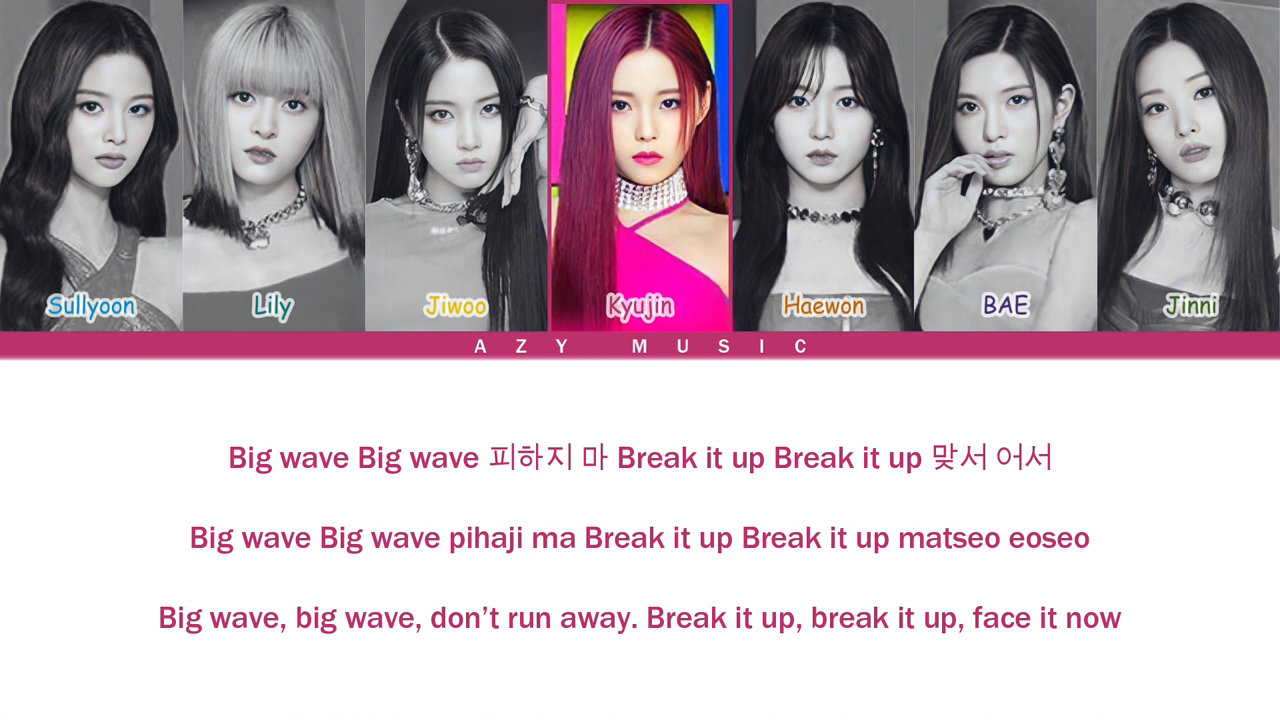 Sullyoon Lily Jiwoo Kyujin Haewon BAE Jinni
AZY MUSIC
Big wave Big wave 피하지 마 Break it up Break it up 맞서 어서
Big wave Big wave pihaji ma Break it up Break it up matseo eoseo
Big wave, big wave, don’t run away. Break it up, break it up, face it now